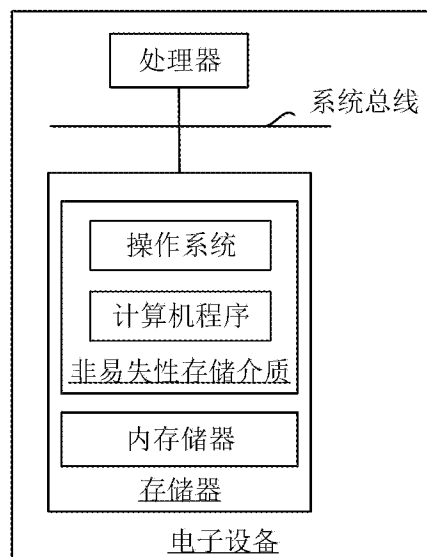 处理器
系统总线
操作系统
计算机程序
非易失性存储介质
内存储器
存储器
电子设备